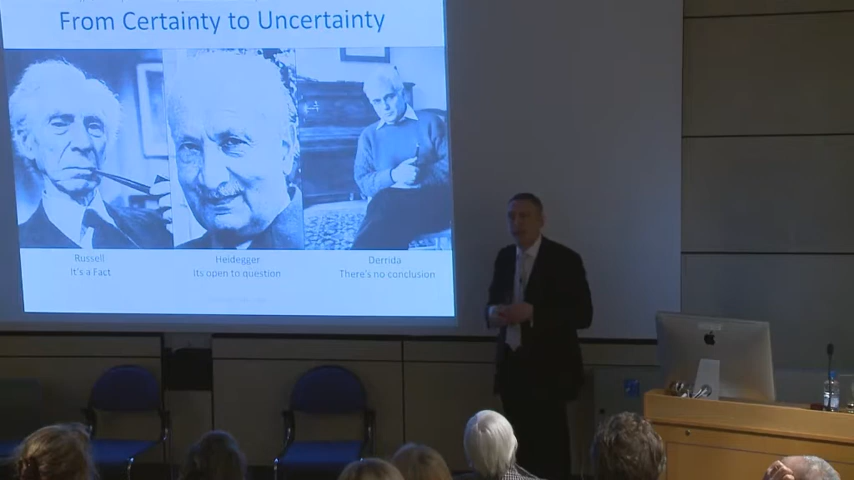 From Certainty to Uncertainty
Russell
It's a Fact
Heidegger
Its open to question
Derrida
There's no conclusion